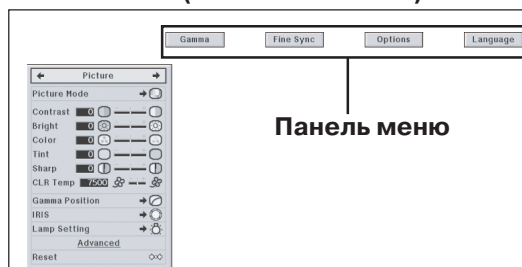 Gamma Fine Sync Options Language
Picture
Picture Mode
Contrast 0
Bright 0
Color 0
Tint 0
Sharp 0
CLR Temp 7500
Gamma Position
IRIS
Lamp Setting
Advanced
Reset
Панель меню